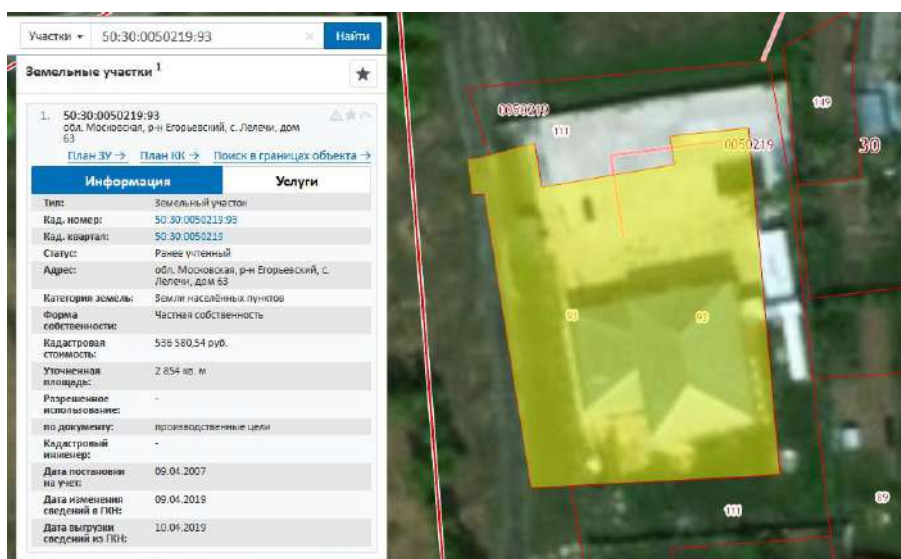 Участки
50:30:0050219:93
×
Найти
Земельные участки 1
1. 50:30:0050219:93
обл. Московская, р-н Егорьевский, с. Лелечи, дом
63
План ЗУ → План КК → Поиск в границах объекта →
Информация Услуги
Тип: Земельный участок
Кад. номер: 50:30:0050219:93
Кад. квартал: 50:30:0050219
Статус: Ранее учтенный
Адрес: обл. Московская, р-н Егорьевский, с.
Лелечи, дом 63
Категория земель: Земли населённых пунктов
Форма
собственности: Частная собственность
Кадастровая
стоимость: 536 580,54 руб.
Уточненная
площадь: 2 854 кв. м
Разрешенное
использование: -
по документу: производственные цели
Кадастровый
инженер: -
Дата постановки
на учет: 09.04.2007
Дата изменения
сведений в ГКН: 09.04.2019
Дата выгрузки
сведений из ГКН: 10.04.2019
0050219
111
149
0050219
30
93
93
89